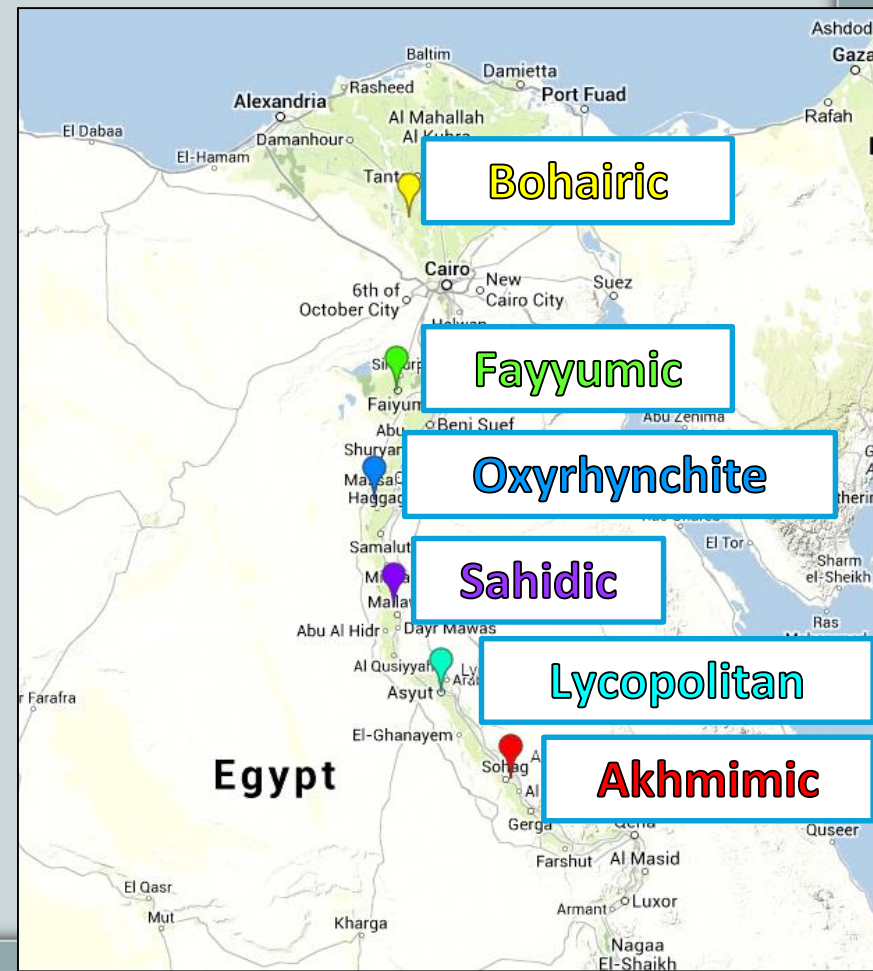 Ashdod
Gaza
Baltim
Damietta
Rasheed
Port Fuad
Alexandria
Rafah
Al Mahallah
El Dabaa
Damanhour
El-Hamam
Bohairic
Cairo
New
Cairo City
Suez
6th of
October City
Fayyumic
Faiyum
Abu Zenima
Abu
Beni Suef
Oxyrhynchite
El Tor
Samalut
Sharm
el-Sheikh
Sahidic
Ras
Abu Al Hidr
Dayr Mawas
Al Qusiyyah
Lycopolitan
Asyut
Farafra
El-Ghanayem
Egypt
Sohag
Akhmimic
Gerga
Quseer
Farshut
Al Masid
El Qasr
Luxor
Armant
Mut
Kharga
Nagaa
El-Shaikh